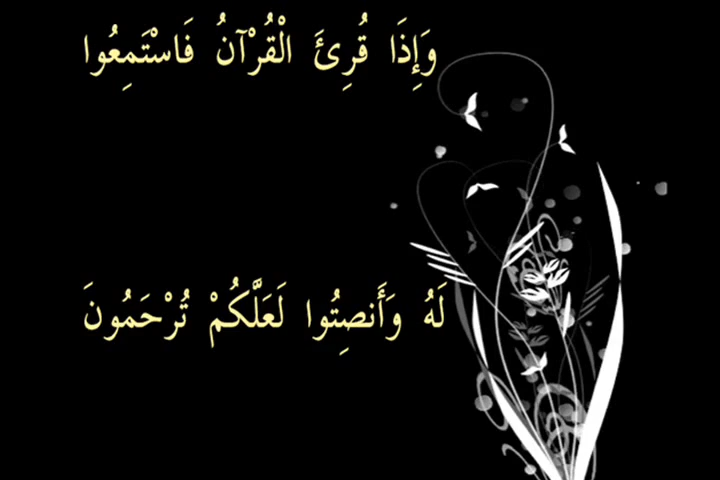 وَإِذَا قُرِئَ الْقُرْآنُ فَاسْتَمِعُوا
لَهُ وَأَنصِتُوا لَعَلَّكُمْ تُرْحَمُونَ